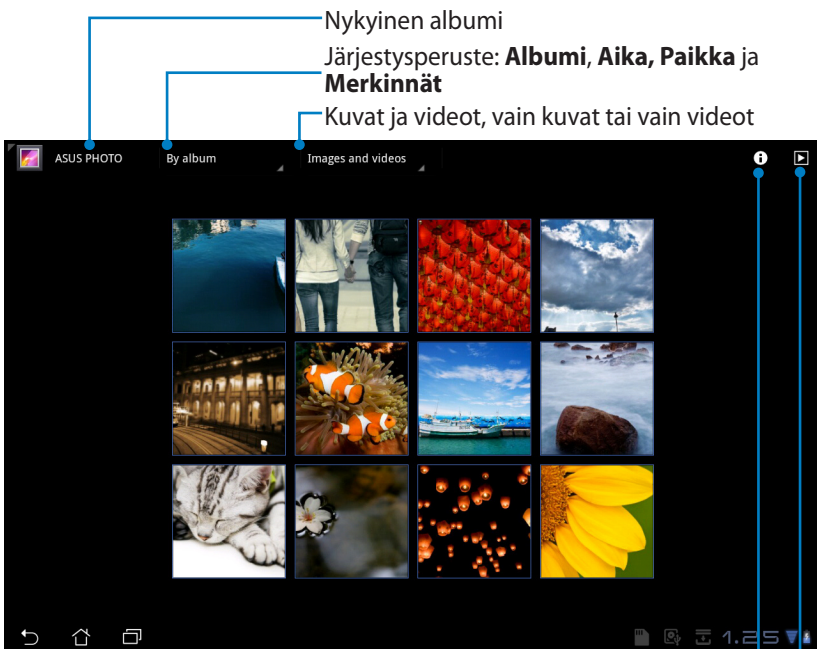 Nykyinen albumi
Järjestysperuste: Albumi, Aika, Paikka ja
Merkinnät
Kuvat ja videot, vain kuvat tai vain videot
ASUS PHOTO By album Images and videos
1.25